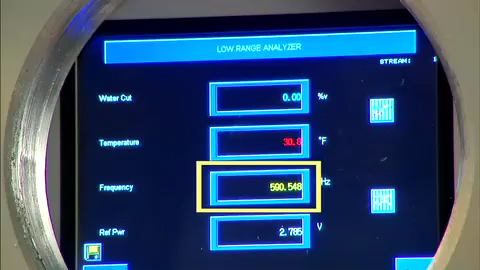 LOW RANGE ANALYZER
STREAM:
Water Cut 0.00 %v
Temperature 30.8 °F
Frequency 590.548 Hz
Ref Pwr 2.785 V